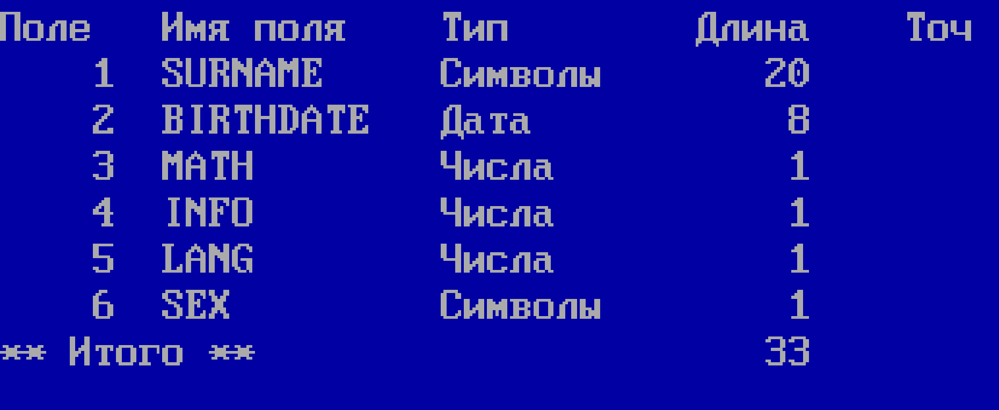 Поле Имя поля Тип Длина Точ
1 SURNAME Символы 20
2 BIRTHDATE Дата 8
3 MATH Числа 1
4 INFO Числа 1
5 LANG Числа 1
6 SEX Символы 1
** Итого ** 33